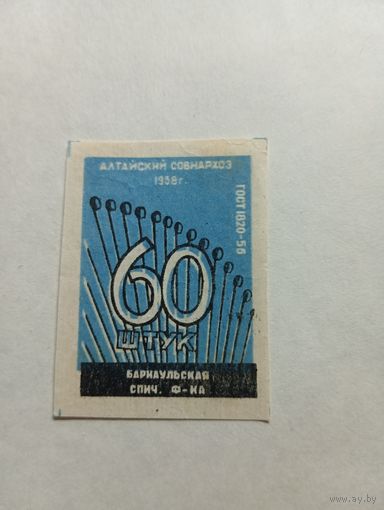 АЛТАЙСКИЙ СОВНАРХОЗ
1958г.
ГОСТ 1820-56
60
ШТУК
БАРНАУЛЬСКАЯ
СПИЧ. Ф-КА
www.ay.by